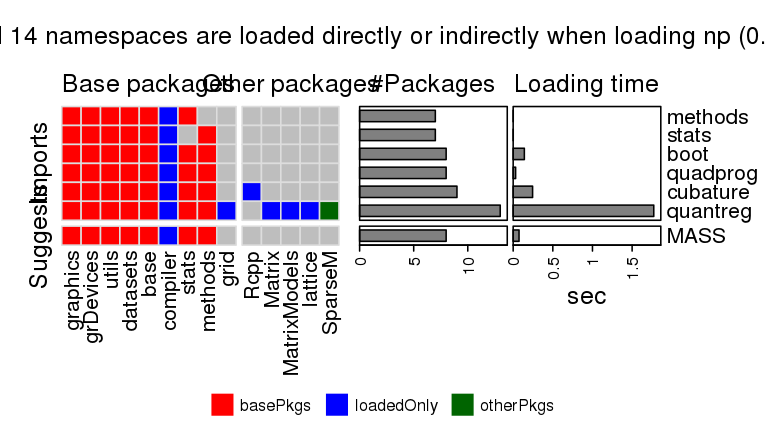 14 namespaces are loaded directly or indirectly when loading np (0.
Base packages
Other packages
#Packages
Loading time
Imports
Suggests
methods
stats
boot
quadprog
cubature
quantreg
MASS
graphics
grDevices
utils
datasets
base
compiler
stats
methods
grid
Rcpp
Matrix
MatrixModels
lattice
SparseM
0 5 10
0 0.5 1 1.5
sec
basePkgs loadedOnly otherPkgs